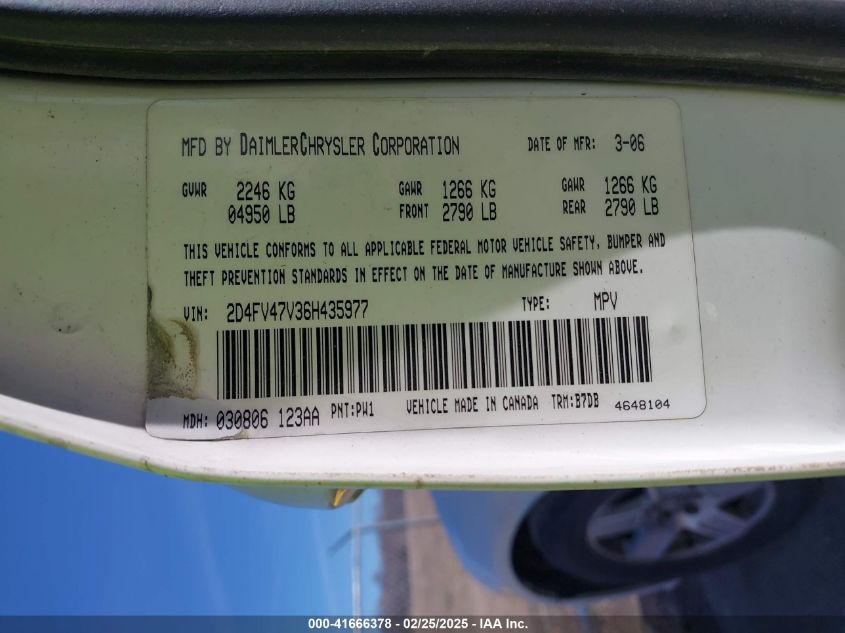 MFD BY DAIMLERCHRYSLER CORPORATION DATE OF MFR: 3-06
GVWR 2246 KG GAWR 1266 KG GAWR 1266 KG
04950 LB FRONT 2790 LB REAR 2790 LB
THIS VEHICLE CONFORMS TO ALL APPLICABLE FEDERAL MOTOR VEHICLE SAFETY, BUMPER AND
THEFT PREVENTION STANDARDS IN EFFECT ON THE DATE OF MANUFACTURE SHOWN ABOVE.
VIN: 2D4FV47V36H435977 TYPE: MPV
MDH: 030806 123AA PNT:PW1 VEHICLE MADE IN CANADA TRM:B7DB 4648104
000-41666378 - 02/25/2025 - IAA Inc.